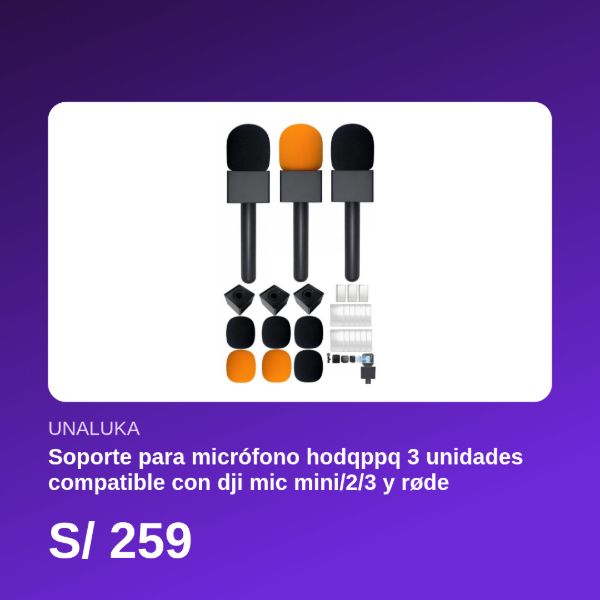 UNALUKA
Soporte para micrófono hodqppq 3 unidades
compatible con dji mic mini/2/3 y røde
S/ 259